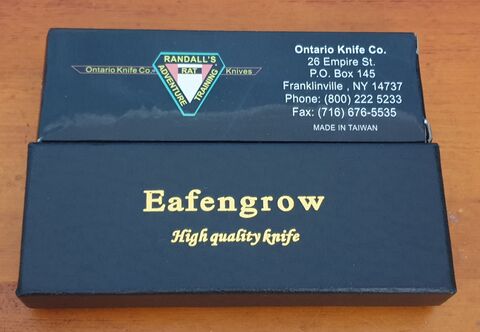 Ontario Knife Co.
RANDALL'S
RAT
ADVENTURE
TRAINING
Knives
Ontario Knife Co.
26 Empire St.
P.O. Box 145
Franklinville , NY 14737
Phone: (800) 222 5233
Fax: (716) 676-5535
MADE IN TAIWAN
Eafengrow
High quality knife